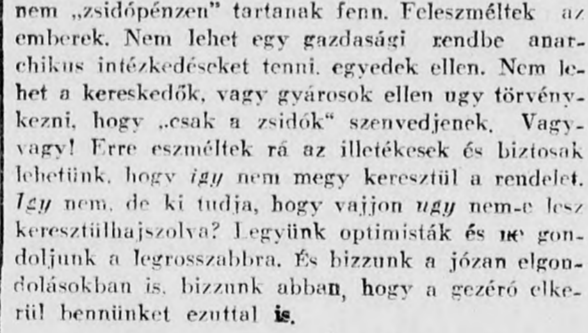 nem „zsidópénzen” tartanak fenn. Feleszméltek az
emberek. Nem lehet egy gazdasági rendbe anar-
chikus intézkedéseket tenni. egyedek ellen. Nem le-
het a kereskedők, vagy gyárosok ellen ugy törvény-
kezni, hogy „csak a zsidók“ szenvedjenek. Vagy-
vagy! Erre eszméltek rá az illetékesek és biztosak
lehetünk. hogy igy nem megy keresztül a rendelet.
Igy nem. de ki tudja, hogy vajjon ugy nem-e lesz
keresztülhajszolva? Legyünk optimisták és ne gon-
doljunk a legrosszabbra. És bizzunk a józan elgon-
dolásokban is. bizzunk abban, hogy a gezéró elke-
rül bennünket ezuttal is.